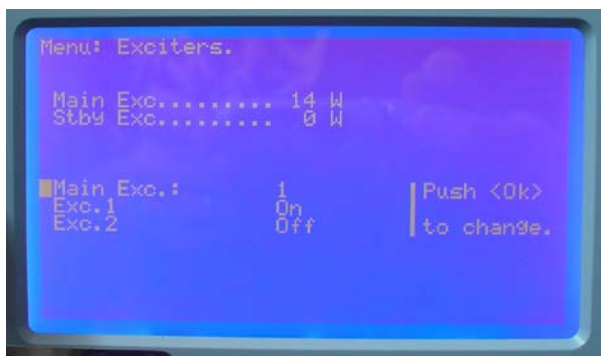 Menu: Exciters.
Main Exc.......... 14 W
Stby Exc.......... 0 W
Main Exc.: 1
Exc.1 On
Exc.2 Off
Push <Ok>
to change.